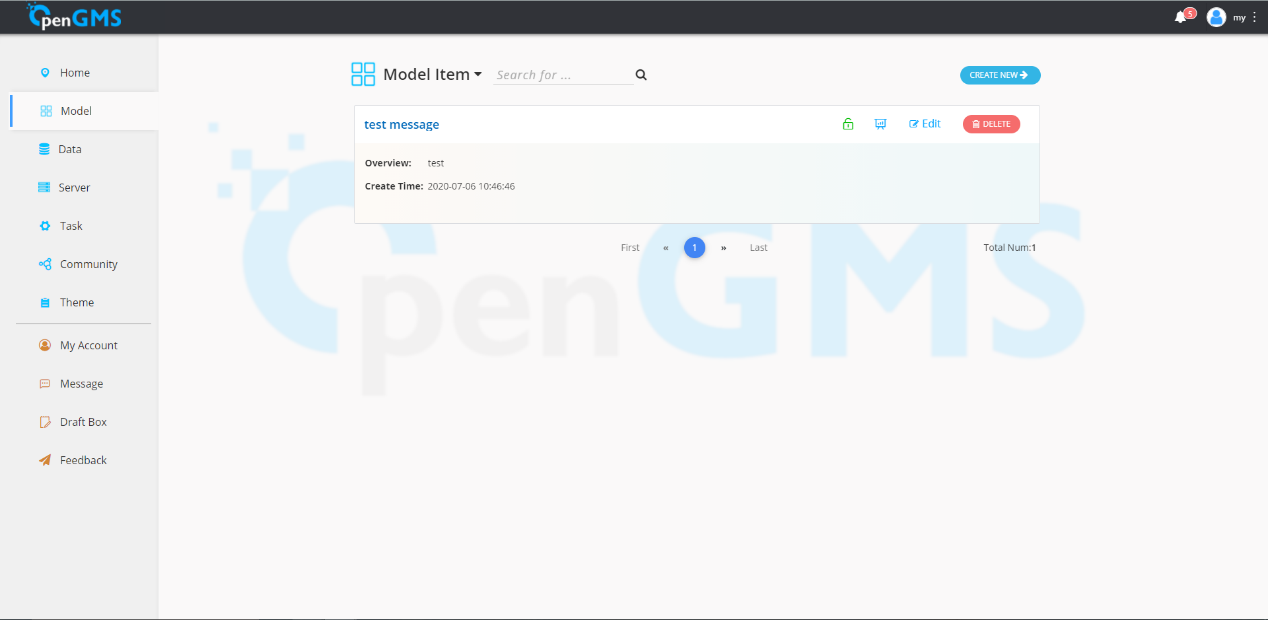 OpenGMS
5
my
Home
Model
Data
Server
Task
Community
Theme
My Account
Message
Draft Box
Feedback
Model Item
Search for ...
CREATE NEW
test message
Edit
DELETE
Overview: test
Create Time: 2020-07-06 10:46:46
First « 1 » Last
Total Num:1
OpenGMS